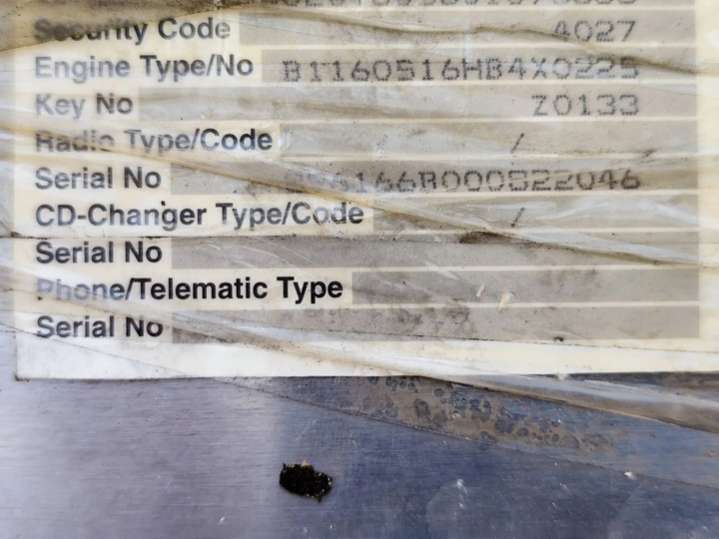 Security Code 4027
Engine Type/No B1160516HB4X0225
Key No Z0133
Radio Type/Code /
Serial No
CD-Changer Type/Code /
Serial No
Phone/Telematic Type
Serial No